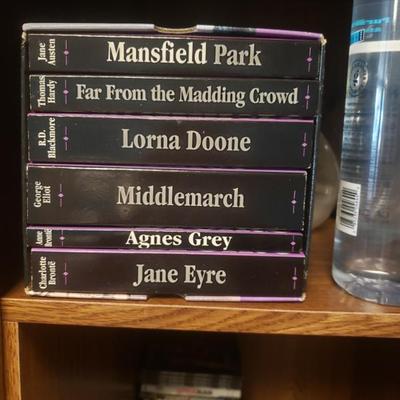 Jane
Austen
Mansfield Park
Thomas
Hardy
Far From the Madding Crowd
R.D.
Blackmore
Lorna Doone
George
Eliot
Middlemarch
Anne
Brontë
Agnes Grey
Charlotte
Brontë
Jane Eyre